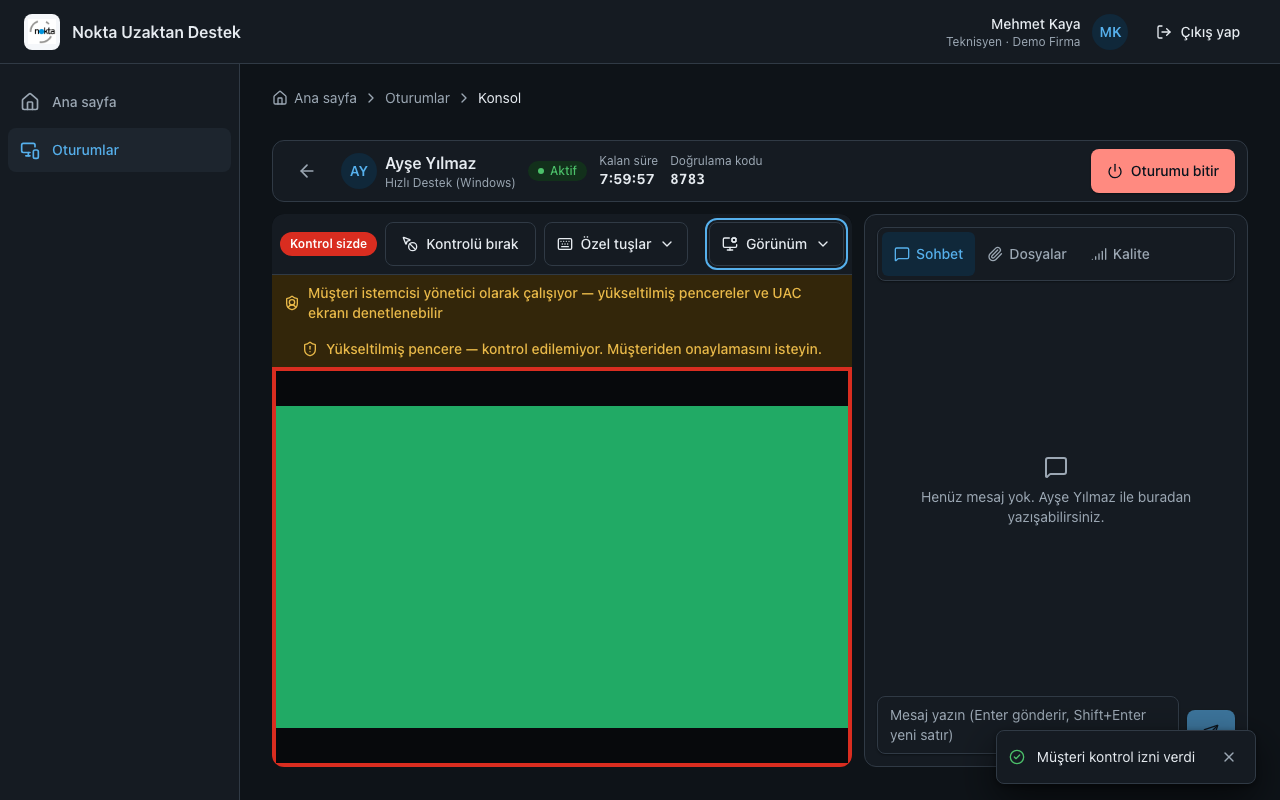 nokta
Nokta Uzaktan Destek
Mehmet Kaya
Teknisyen · Demo Firma
MK
Çıkış yap
Ana sayfa
Oturumlar
Ana sayfa
Oturumlar
Konsol
AY
Ayşe Yılmaz
Hızlı Destek (Windows)
Aktif
Kalan süre
7:59:57
Doğrulama kodu
8783
Oturumu bitir
Kontrol sizde
Kontrolü bırak
Özel tuşlar
Görünüm
Müşteri istemcisi yönetici olarak çalışıyor — yükseltilmiş pencereler ve UAC
ekranı denetlenebilir
Yükseltilmiş pencere — kontrol edilemiyor. Müşteriden onaylamasını isteyin.
Sohbet
Dosyalar
Kalite
Henüz mesaj yok. Ayşe Yılmaz ile buradan
yazışabilirsiniz.
Mesaj yazın (Enter gönderir, Shift+Enter
yeni satır)
Müşteri kontrol izni verdi